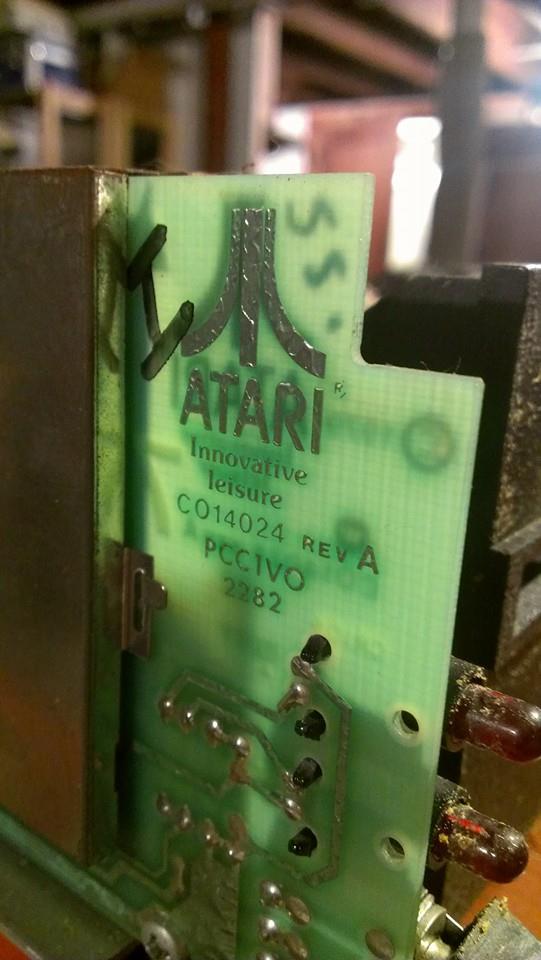 ATARI R
Innovative
leisure
CO14024 REV A
PCC1VO
2282